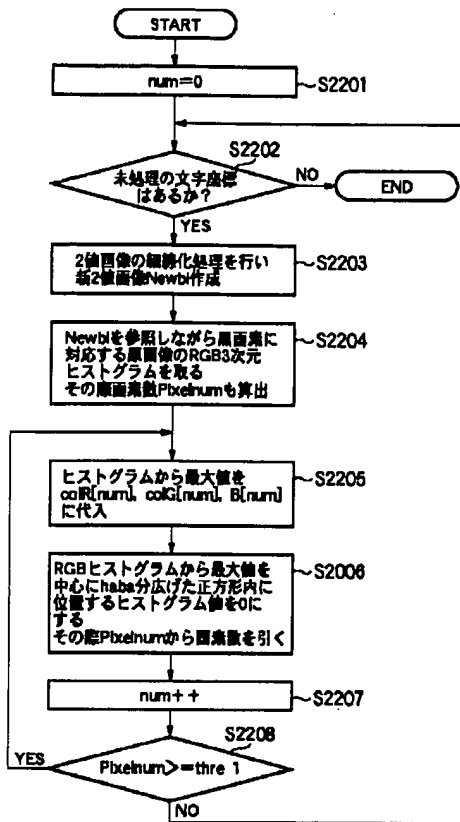 START
num=0
S2201
S2202
未処理の文字座標
はあるか?
NO
END
YES
2値画像の細線化処理を行い
新2値画像Newbi作成
S2203
Newbiを参照しながら黒画素に
対応する原画像のRGB3次元
ヒストグラムを取る
その際画素数Pixelnumも算出
S2204
ヒストグラムから最大値を
colR[num], colG[num], B[num]
に代入
S2205
RGBヒストグラムから最大値を
中心にhaba分広げた正方形内に
位置するヒストグラム値を0に
する
その際Pixelnumから画素数を引く
S2006
num++
S2207
S2208
YES
Pixelnum>=thre 1
NO